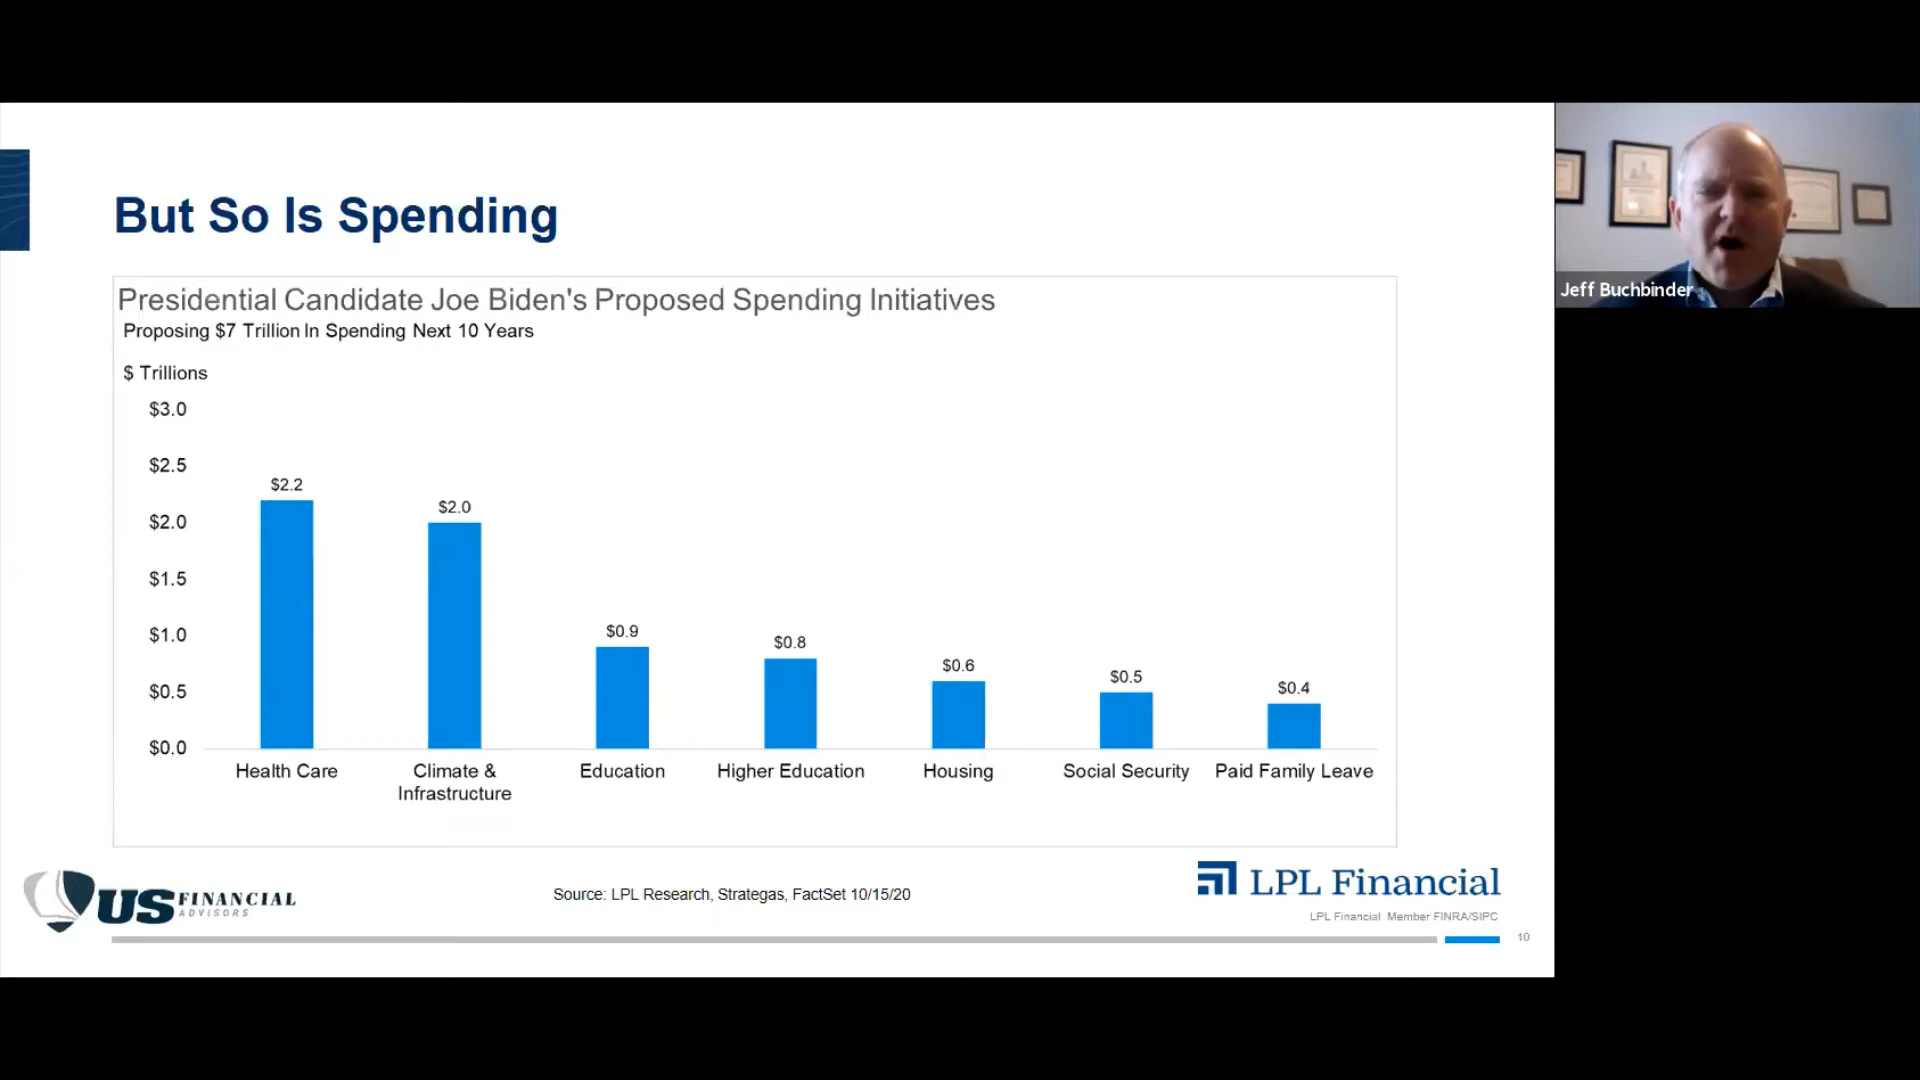 But So Is Spending
Presidential Candidate Joe Biden's Proposed Spending Initiatives
Proposing $7 Trillion In Spending Next 10 Years
$ Trillions
$3.0
$2.5
$2.0
$1.5
$1.0
$0.5
$0.0
$2.2
$2.0
$0.9
$0.8
$0.6
$0.5
$0.4
Health Care
Climate &
Infrastructure
Education
Higher Education
Housing
Social Security
Paid Family Leave
US FINANCIAL
ADVISORS
Source: LPL Research, Strategas, FactSet 10/15/20
LPL Financial
LPL Financial Member FINRA/SIPC
10
Jeff Buchbinder